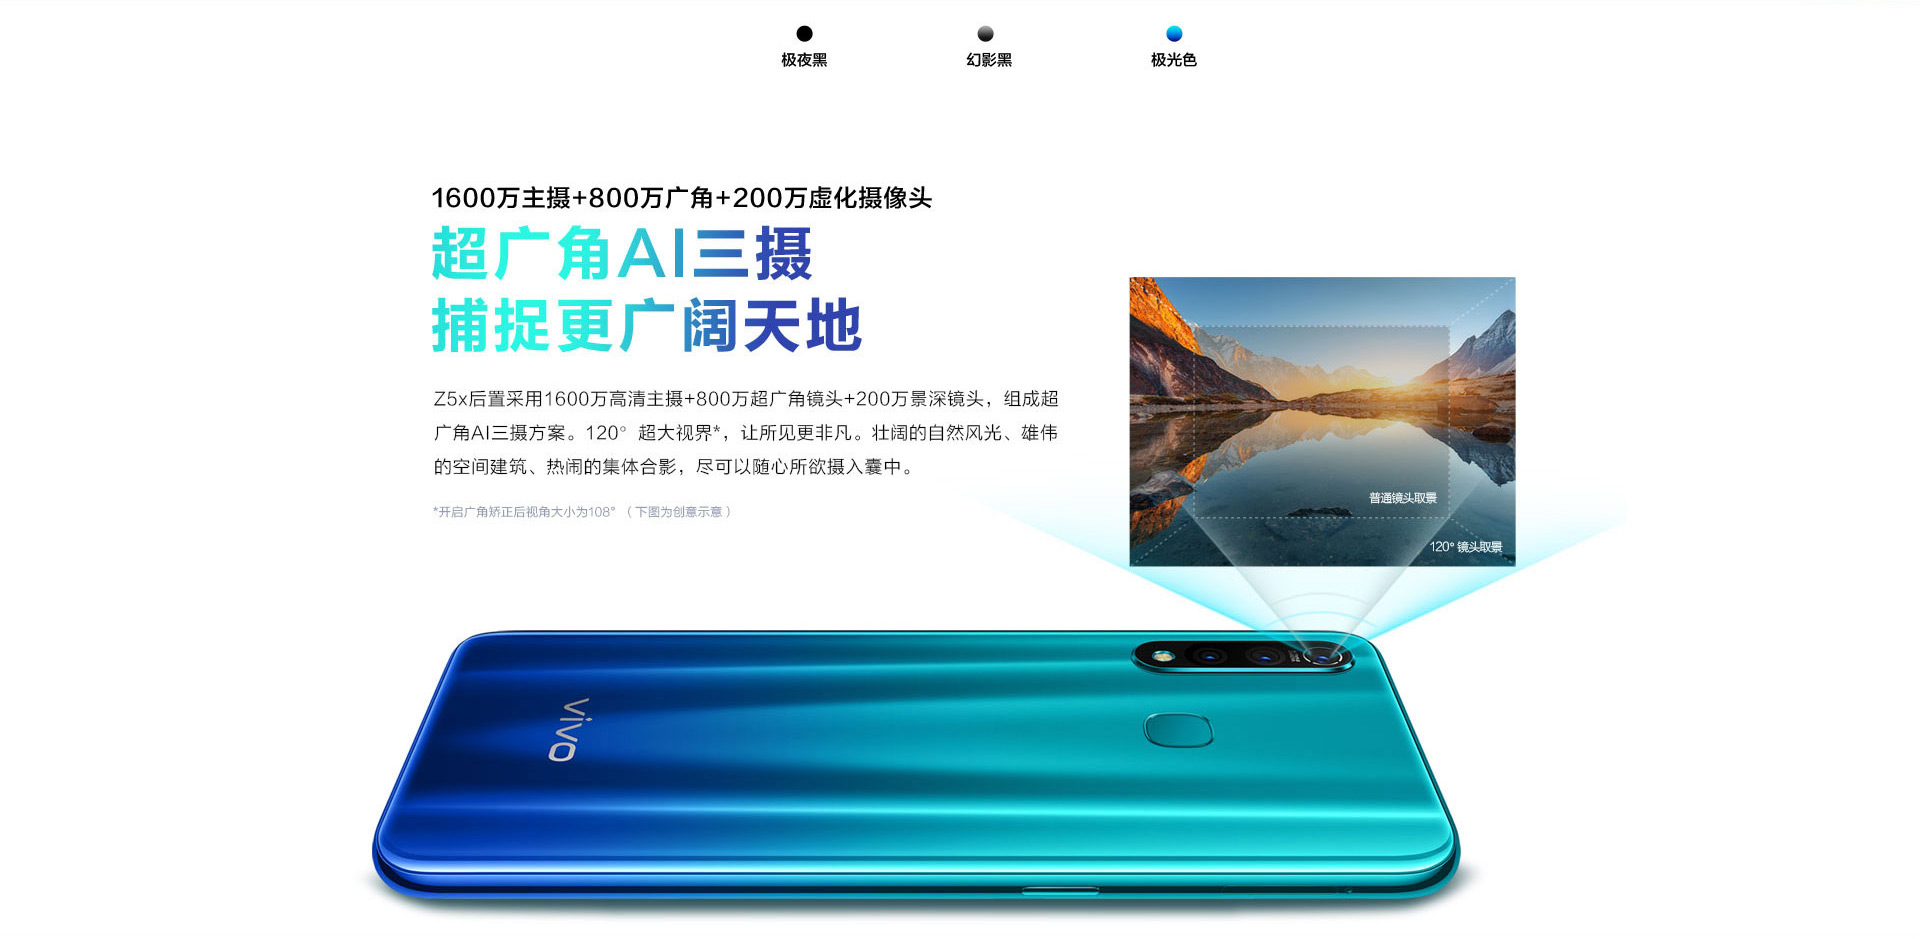 极夜黑
幻影黑
极光色
1600万主摄+800万广角+200万虚化摄像头
超广角AI三摄
捕捉更广阔天地
Z5x后置采用1600万高清主摄+800万超广角镜头+200万景深镜头，组成超
广角AI三摄方案。120°超大视界*，让所见更非凡。壮阔的自然风光、雄伟
的空间建筑、热闹的集体合影，尽可以随心所欲摄入囊中。
*开启广角矫正后视角大小为108°（下图为创意示意）
普通镜头取景
120°镜头取景
vivo